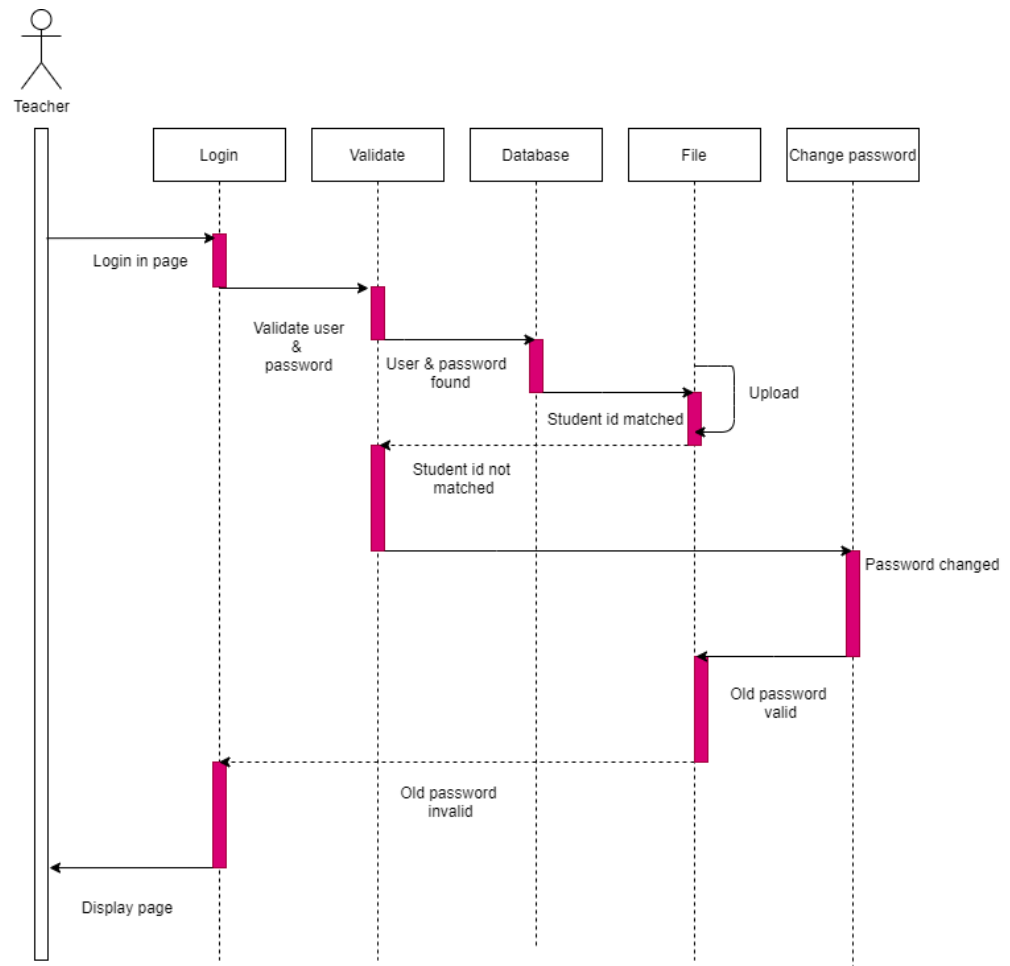 Teacher
Login
Validate
Database
File
Change password
Login in page
Validate user
&
password
User & password
found
Upload
Student id matched
Student id not
matched
Password changed
Old password
valid
Old password
invalid
Display page